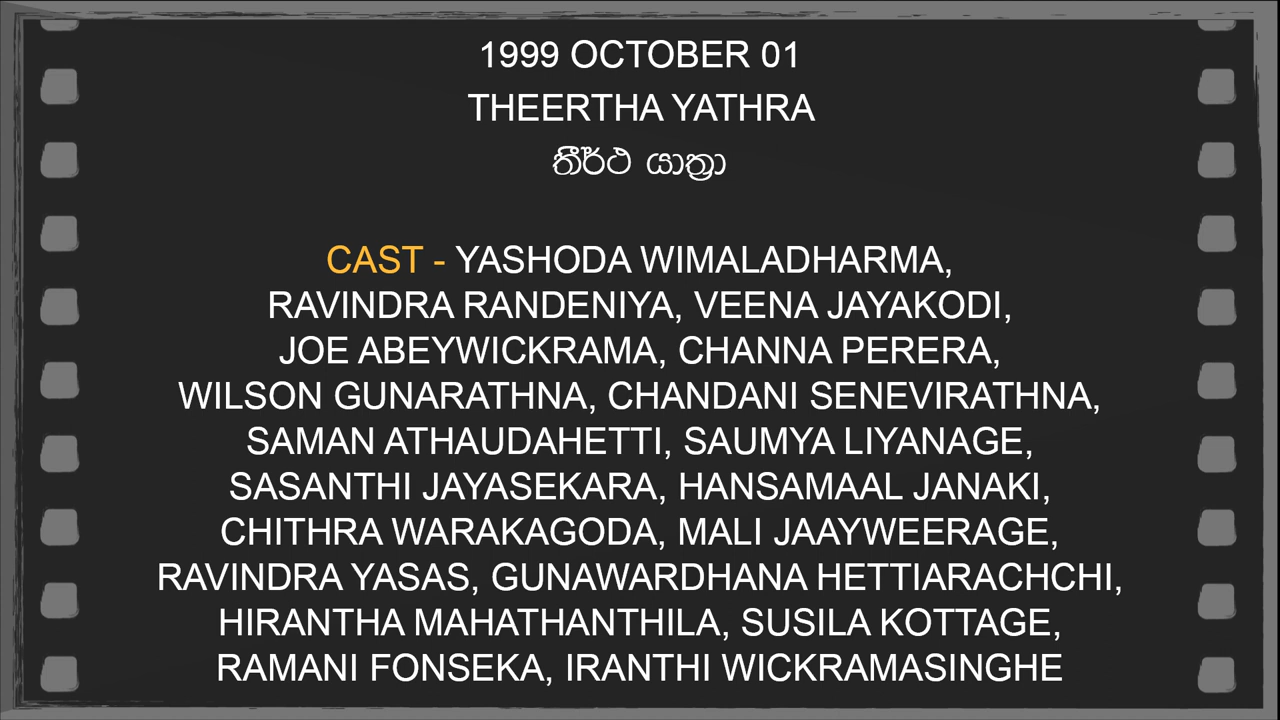 1999 OCTOBER 01
THEERTHA YATHRA
තීර්ථ යාත්‍රා
CAST - YASHODA WIMALADHARMA,
RAVINDRA RANDENIYA, VEENA JAYAKODI,
JOE ABEYWICKRAMA, CHANNA PERERA,
WILSON GUNARATHNA, CHANDANI SENEVIRATHNA,
SAMAN ATHAUDAHETTI, SAUMYA LIYANAGE,
SASANTHI JAYASEKARA, HANSAMAAL JANAKI,
CHITHRA WARAKAGODA, MALI JAAYWEERAGE,
RAVINDRA YASAS, GUNAWARDHANA HETTIARACHCHI,
HIRANTHA MAHATHANTHILA, SUSILA KOTTAGE,
RAMANI FONSEKA, IRANTHI WICKRAMASINGHE